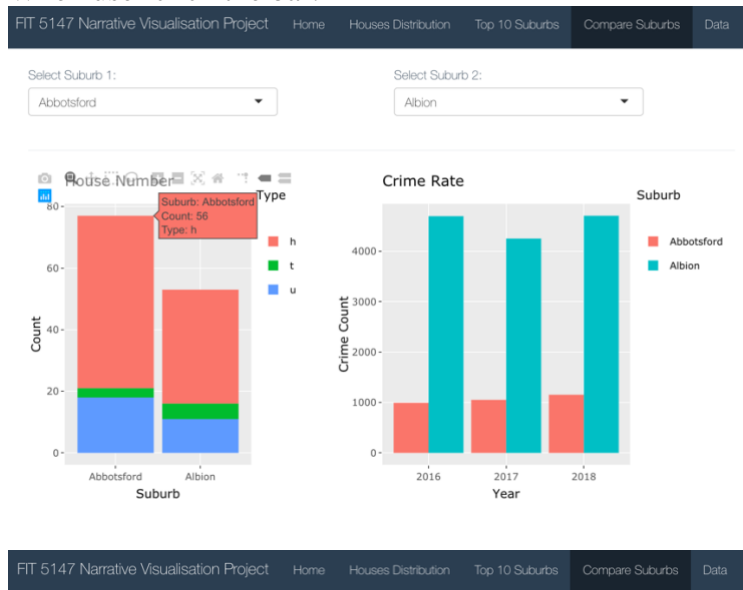 FIT 5147 Narrative Visualisation Project Home Houses Distribution Top 10 Suburbs Compare Suburbs Data
Select Suburb 1: Select Suburb 2:
Abbotsford Albion
House Number Crime Rate
Type Suburb
Suburb: Abbotsford
Count: 56
Type: h
80
60
40
20
0
Count
h
t
u
Abbotsford Albion
Suburb
4000
3000
2000
1000
0
Crime Count
Abbotsford
Albion
2016 2017 2018
Year
FIT 5147 Narrative Visualisation Project Home Houses Distribution Top 10 Suburbs Compare Suburbs Data